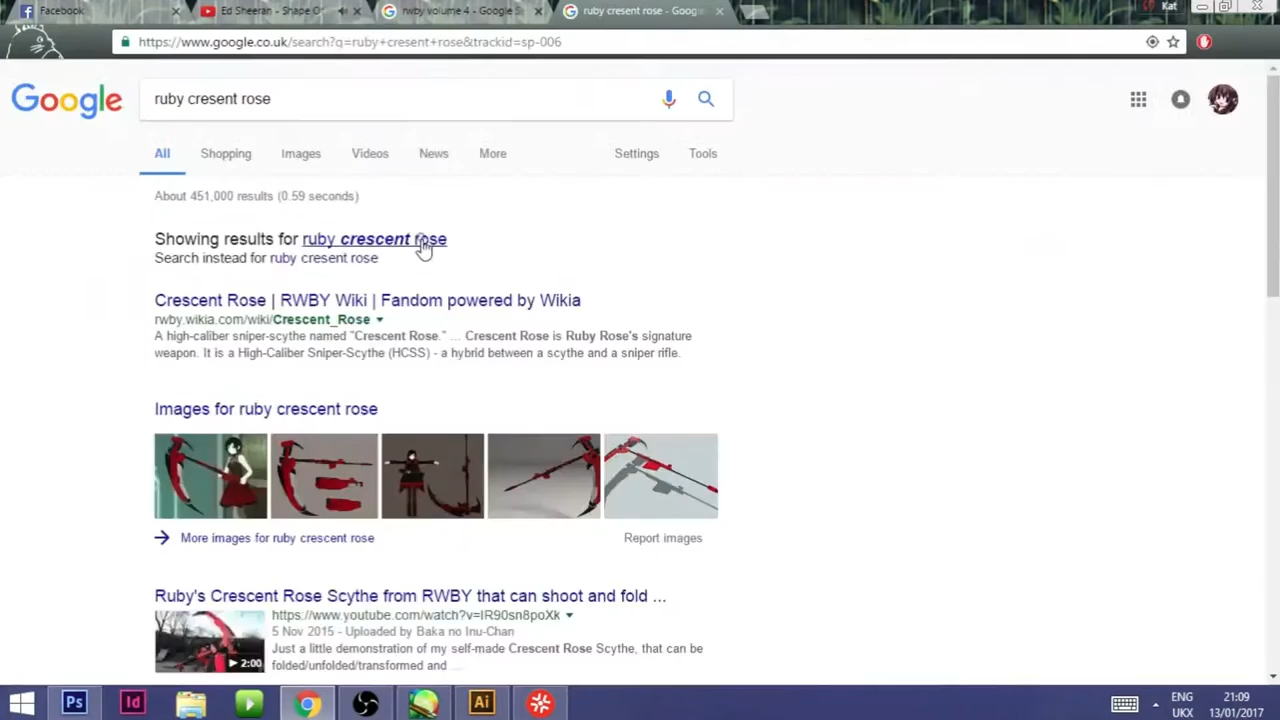 Facebook
Ed Sheeran - Shape O
rwby volume 4 - Google S
ruby cresent rose - Goog
Kat
https://www.google.co.uk/search?q=ruby+cresent+rose&trackid=sp-006
Google
ruby cresent rose
All
Shopping
Images
Videos
News
More
Settings
Tools
About 451,000 results (0.59 seconds)
Showing results for ruby crescent rose
Search instead for ruby cresent rose
Crescent Rose | RWBY Wiki | Fandom powered by Wikia
rwby.wikia.com/wiki/Crescent_Rose
A high-caliber sniper-scythe named "Crescent Rose." ... Crescent Rose is Ruby Rose's signature
weapon. It is a High-Caliber Sniper-Scythe (HCSS) - a hybrid between a scythe and a sniper rifle.
Images for ruby crescent rose
More images for ruby crescent rose
Report images
Ruby's Crescent Rose Scythe from RWBY that can shoot and fold ...
https://www.youtube.com/watch?v=IR90sn8poXk
5 Nov 2015 - Uploaded by Baka no Inu-Chan
Just a little demonstration of my self-made Crescent Rose Scythe, that can be
folded/unfolded/transformed and ...
2:00
Ps
Id
Ai
ENG
UKX
21:09
13/01/2017